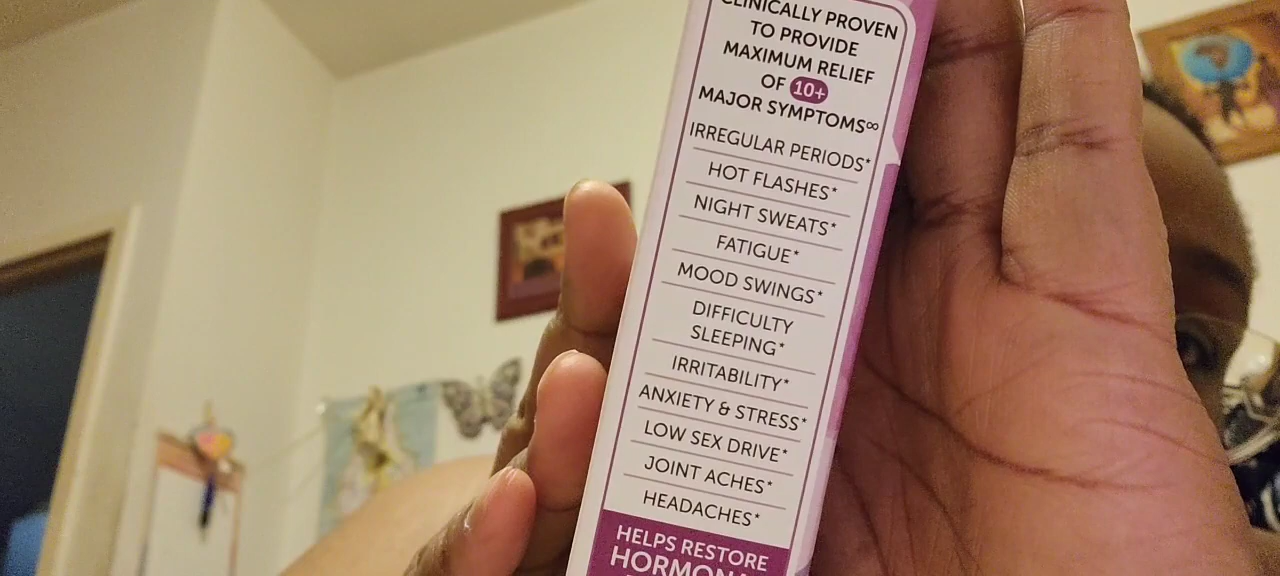 CLINICALLY PROVEN
TO PROVIDE
MAXIMUM RELIEF
OF 10+
MAJOR SYMPTOMS∞
IRREGULAR PERIODS*
HOT FLASHES*
NIGHT SWEATS*
FATIGUE*
MOOD SWINGS*
DIFFICULTY
SLEEPING*
IRRITABILITY*
ANXIETY & STRESS*
LOW SEX DRIVE*
JOINT ACHES*
HEADACHES*
HELPS RESTORE